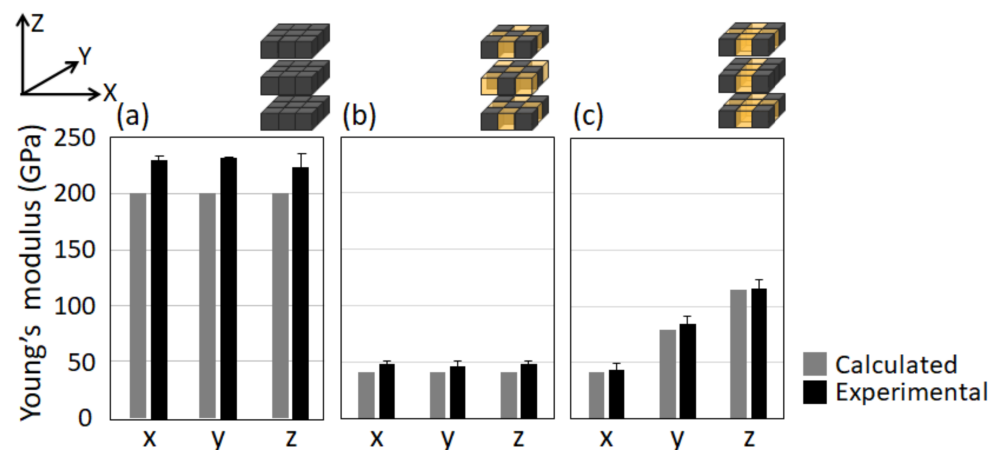 Z
Y
X
(a)
(b)
(c)
Young's modulus (GPa)
250
200
150
100
50
0
x y z
x y z
x y z
Calculated
Experimental